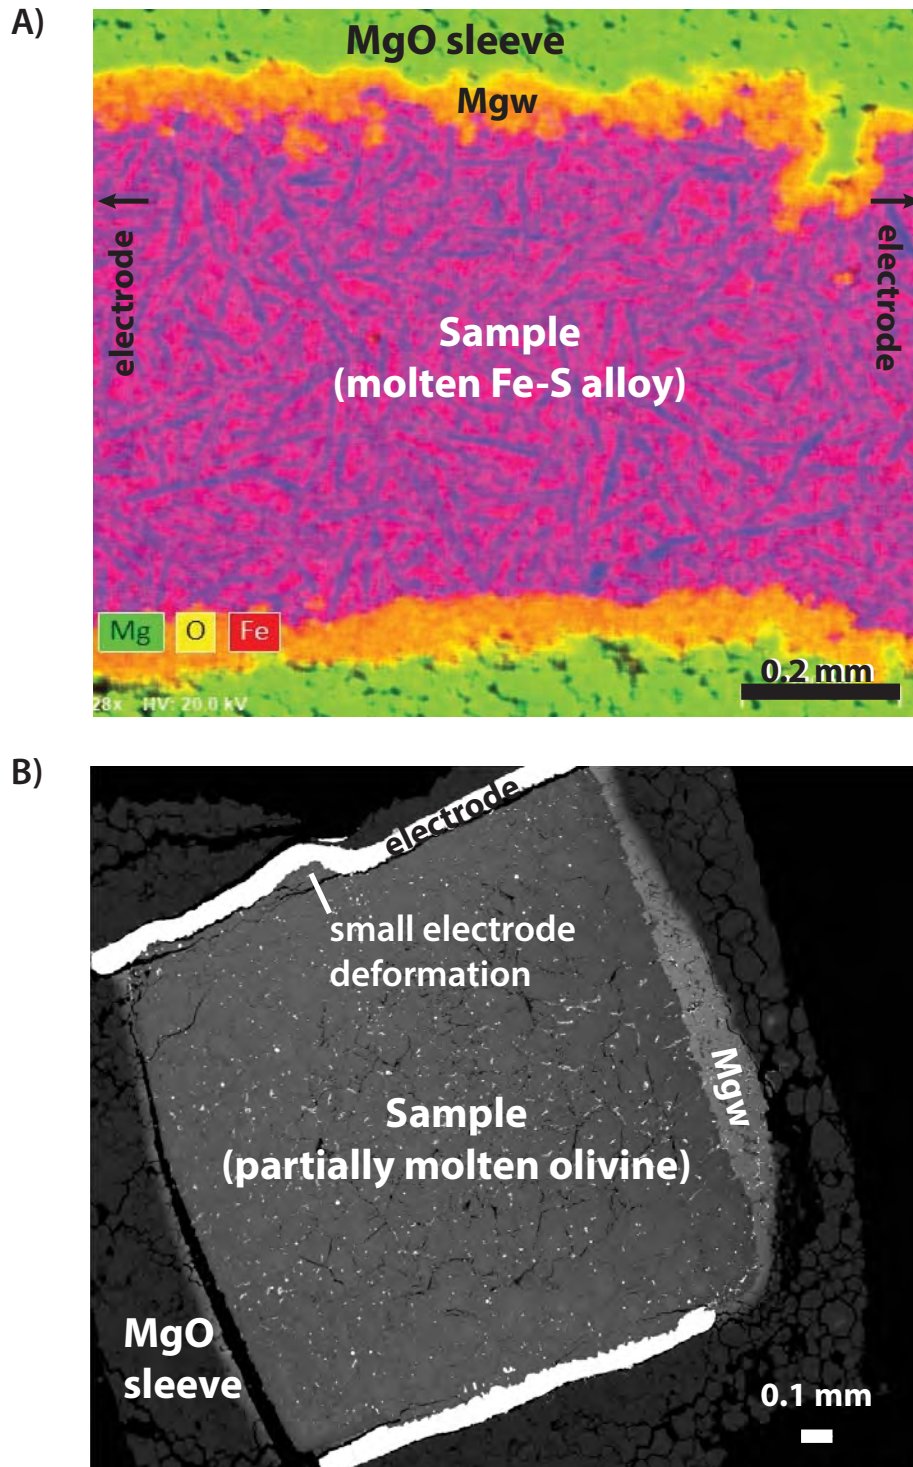 A)
MgO sleeve
Mgw
electrode
electrode
Sample
(molten Fe-S alloy)
Mg O Fe
0.2 mm
28x HV: 20.0 kV
B)
electrode
small electrode
deformation
Mgw
Sample
(partially molten olivine)
MgO
sleeve
0.1 mm